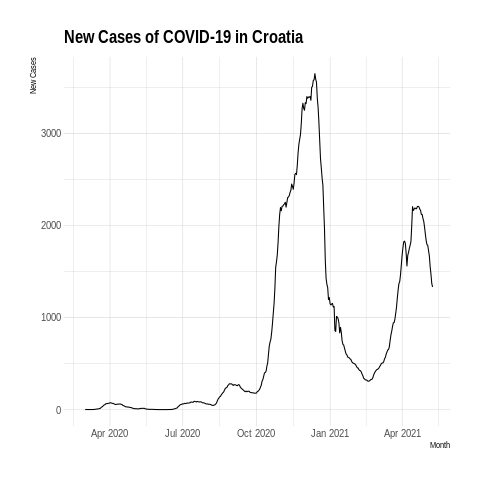 New Cases of COVID-19 in Croatia
New Cases
3000
2000
1000
0
Apr 2020 Jul 2020 Oct 2020 Jan 2021 Apr 2021
Month